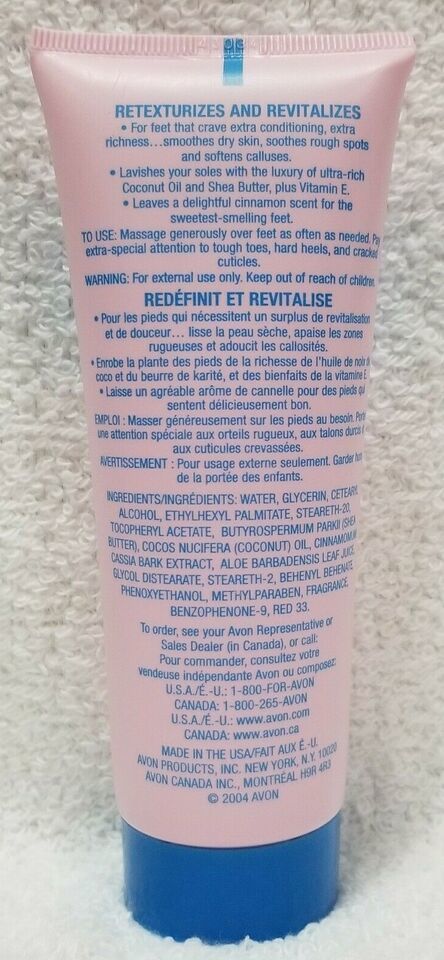 RETEXTURIZES AND REVITALIZES
• For feet that crave extra conditioning, extra
richness...smoothes dry skin, soothes rough spots
and softens calluses.
• Lavishes your soles with the luxury of ultra-rich
Coconut Oil and Shea Butter, plus Vitamin E.
• Leaves a delightful cinnamon scent for the
sweetest-smelling feet.
TO USE: Massage generously over feet as often as needed. Pay
extra-special attention to tough toes, hard heels, and cracked
cuticles.
WARNING: For external use only. Keep out of reach of children.
REDÉFINIT ET REVITALISE
• Pour les pieds qui nécessitent un surplus de revitalisation
et de douceur... lisse la peau sèche, apaise les zones
rugueuses et adoucit les callosités.
• Enrobe la plante des pieds de la richesse de l'huile de noix de
coco et du beurre de karité, et des bienfaits de la vitamine E.
• Laisse un agréable arôme de cannelle pour des pieds qui
sentent délicieusement bon.
EMPLOI : Masser généreusement sur les pieds au besoin. Porter
une attention spéciale aux orteils rugueux, aux talons durcis et
aux cuticules crevassées.
AVERTISSEMENT : Pour usage externe seulement. Garder hors
de la portée des enfants.
INGREDIENTS/INGRÉDIENTS: WATER, GLYCERIN, CETEARYL
ALCOHOL, ETHYLHEXYL PALMITATE, STEARETH-20,
TOCOPHERYL ACETATE, BUTYROSPERMUM PARKII (SHEA
BUTTER), COCOS NUCIFERA (COCONUT) OIL, CINNAMOMUM
CASSIA BARK EXTRACT, ALOE BARBADENSIS LEAF JUICE,
GLYCOL DISTEARATE, STEARETH-2, BEHENYL BEHENATE,
PHENOXYETHANOL, METHYLPARABEN, FRAGRANCE,
BENZOPHENONE-9, RED 33.
To order, see your Avon Representative or
Sales Dealer (in Canada), or call:
Pour commander, consultez votre
vendeuse indépendante Avon ou composez:
U.S.A./É.-U.: 1-800-FOR-AVON
CANADA: 1-800-265-AVON
U.S.A./É.-U.: www.avon.com
CANADA: www.avon.ca
MADE IN THE USA/FAIT AUX É.-U.
AVON PRODUCTS, INC. NEW YORK, N.Y. 10020
AVON CANADA INC., MONTRÉAL H9R 4R3
© 2004 AVON